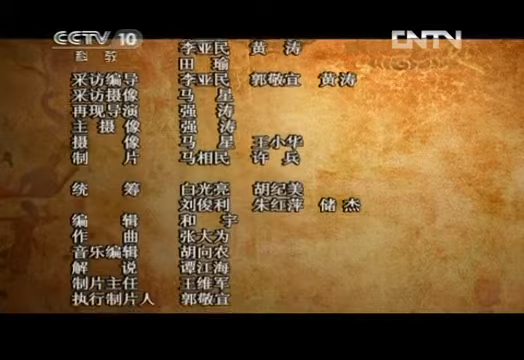 CCTV 10
科教
CNTV
李亚民 黄涛
田瑜
采访编导 李亚民 郭敬宜 黄涛
采访摄像 马星
再现导演 强涛
主摄像 强涛
摄像 马星 王小华
制片 马相民 许兵
统筹 白光亮 胡纪美
刘俊利 朱红萍 储杰
编辑 和宇
作曲 张大为
音乐编辑 胡向农
解说 谭江海
制片主任 王维军
执行制片人 郭敬宜